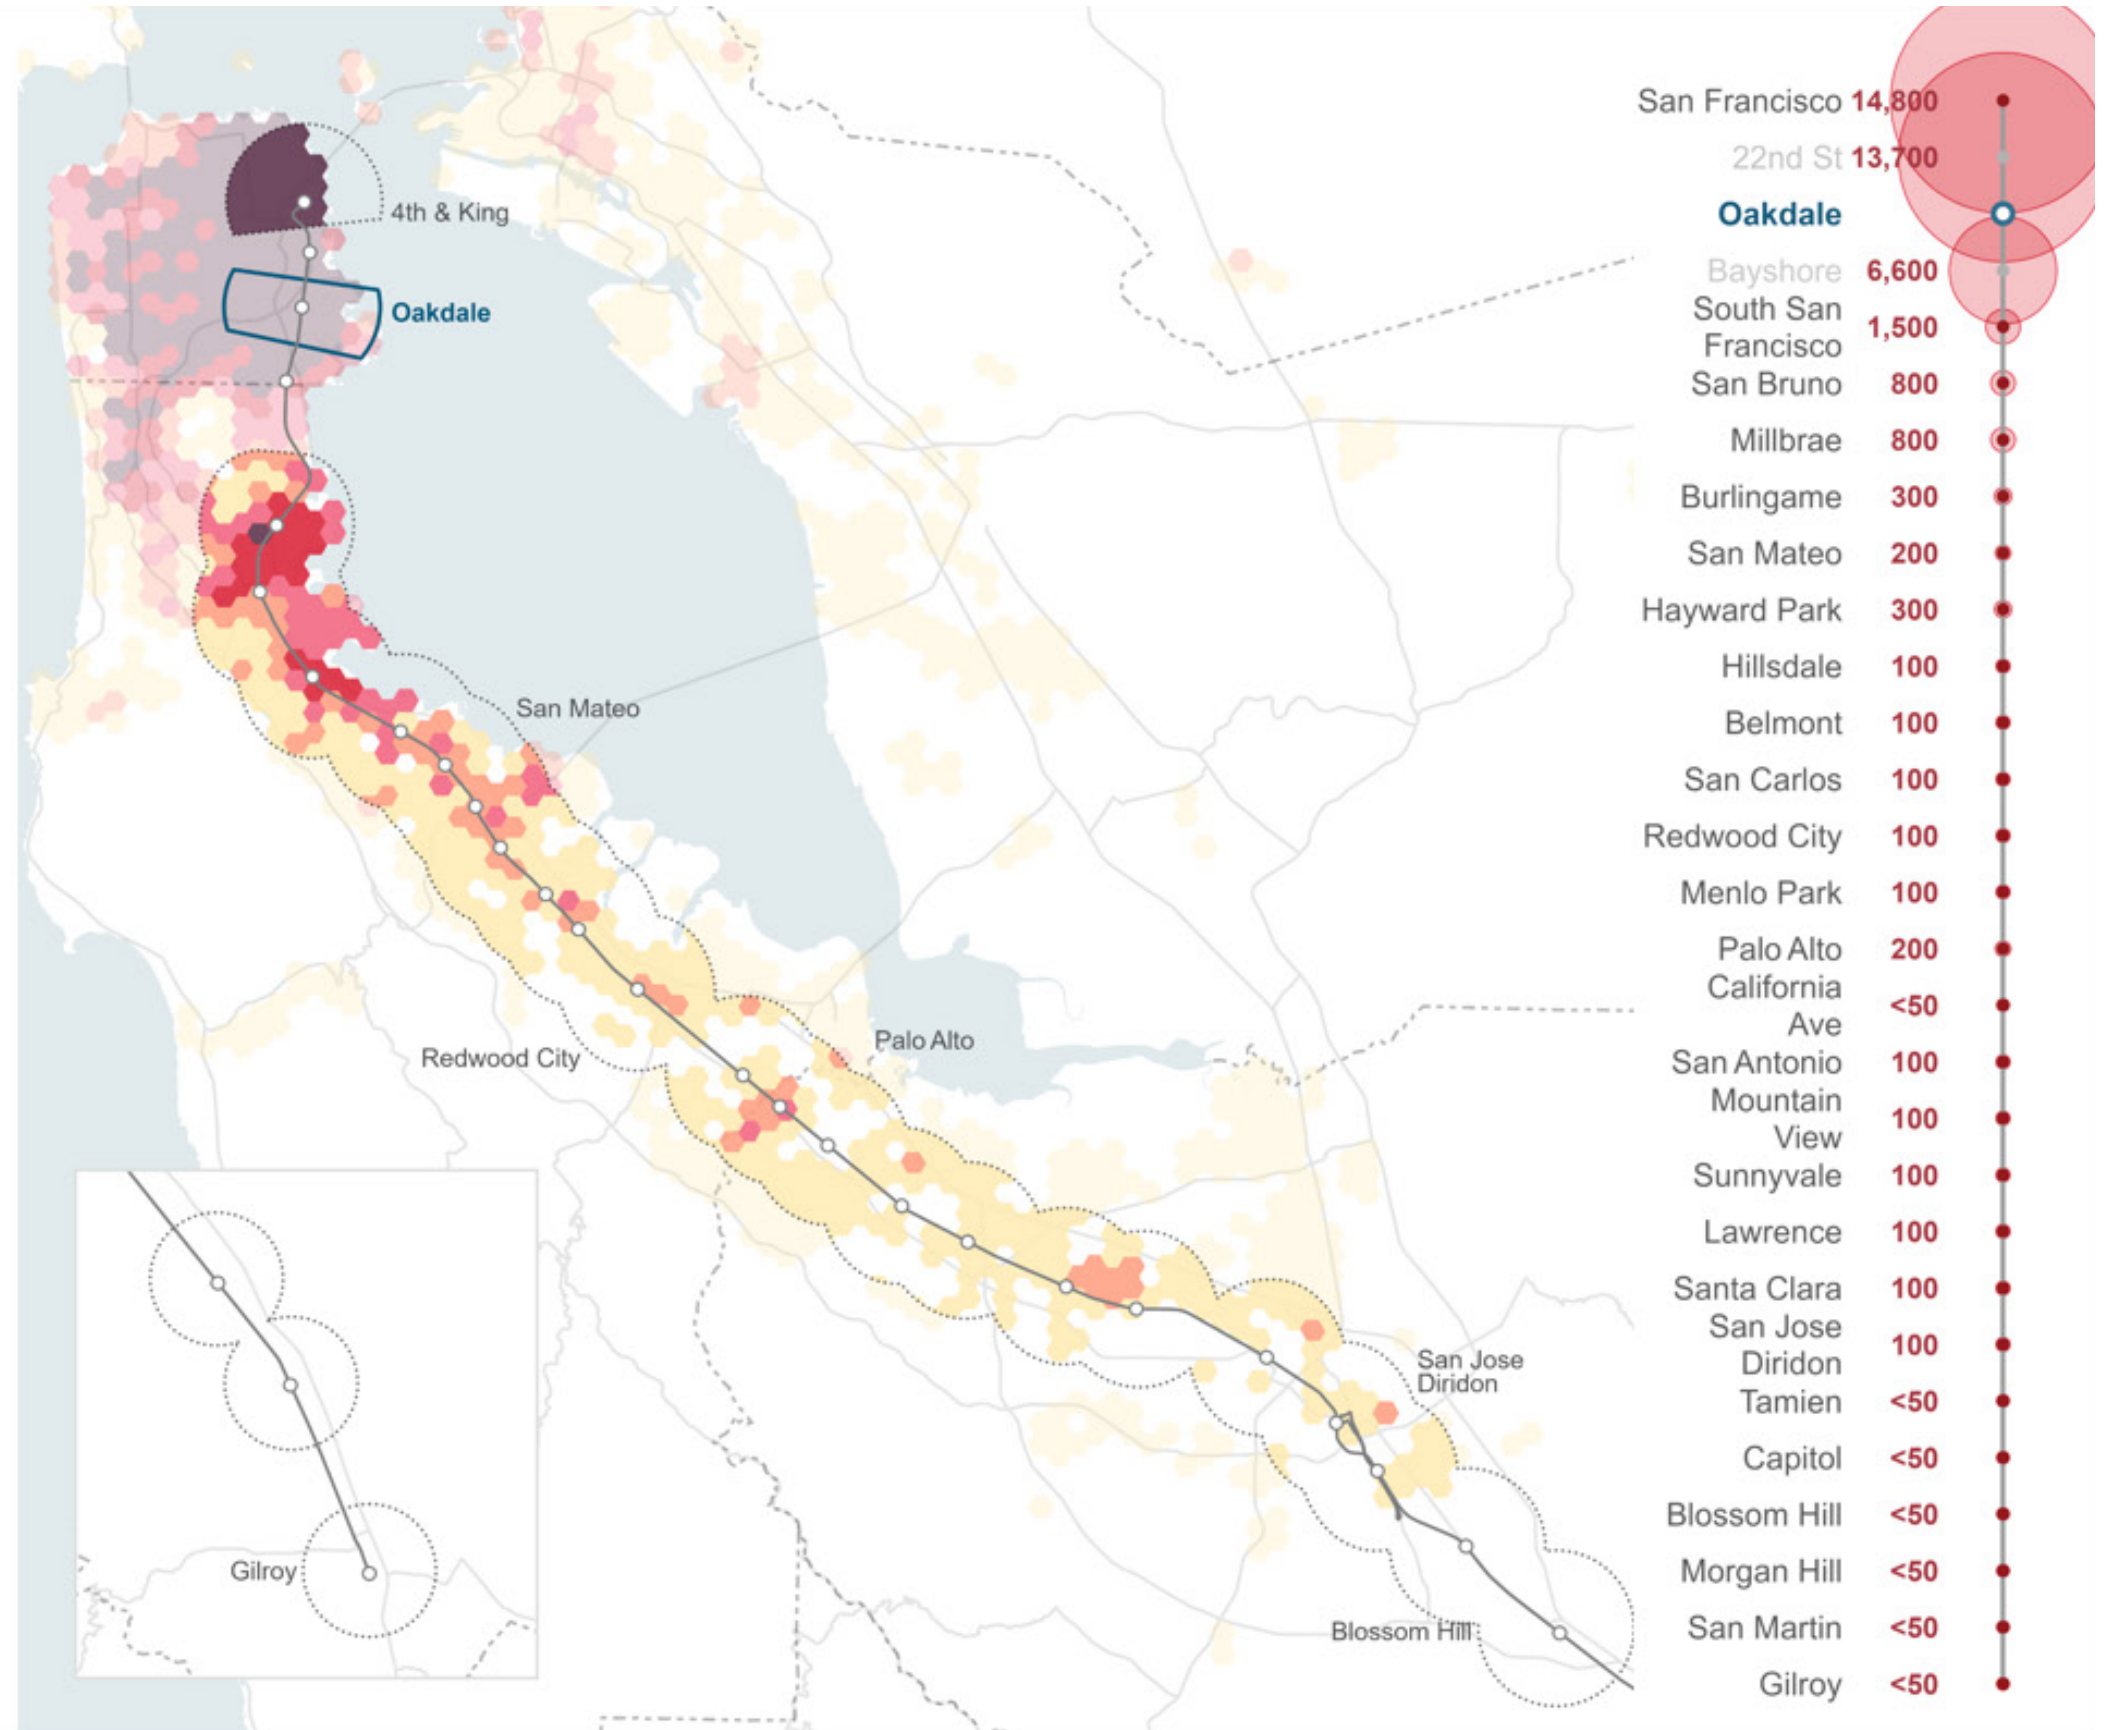 4th & King
Oakdale
San Mateo
Redwood City
Palo Alto
San Jose
Diridon
Blossom Hill
Gilroy
San Francisco 14,800
22nd St 13,700
Oakdale
Bayshore 6,600
South San
Francisco 1,500
San Bruno 800
Millbrae 800
Burlingame 300
San Mateo 200
Hayward Park 300
Hillsdale 100
Belmont 100
San Carlos 100
Redwood City 100
Menlo Park 100
Palo Alto 200
California
Ave <50
San Antonio 100
Mountain
View 100
Sunnyvale 100
Lawrence 100
Santa Clara 100
San Jose
Diridon 100
Tamien <50
Capitol <50
Blossom Hill <50
Morgan Hill <50
San Martin <50
Gilroy <50